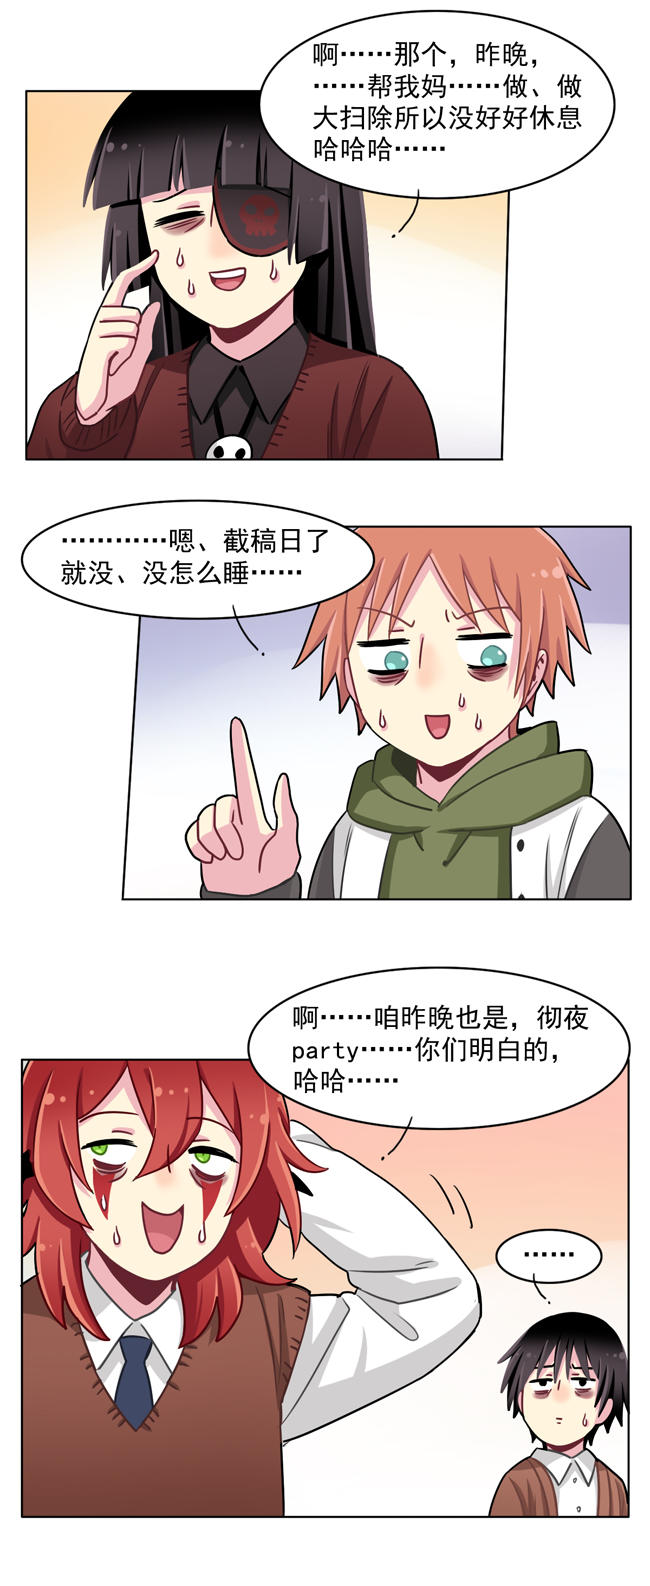 啊……那个，昨晚，
……帮我妈……做、做
大扫除所以没好好休息
哈哈哈……
…………嗯、截稿日了
就没、没怎么睡……
啊……咱昨晚也是，彻夜
party……你们明白的，
哈哈……
……